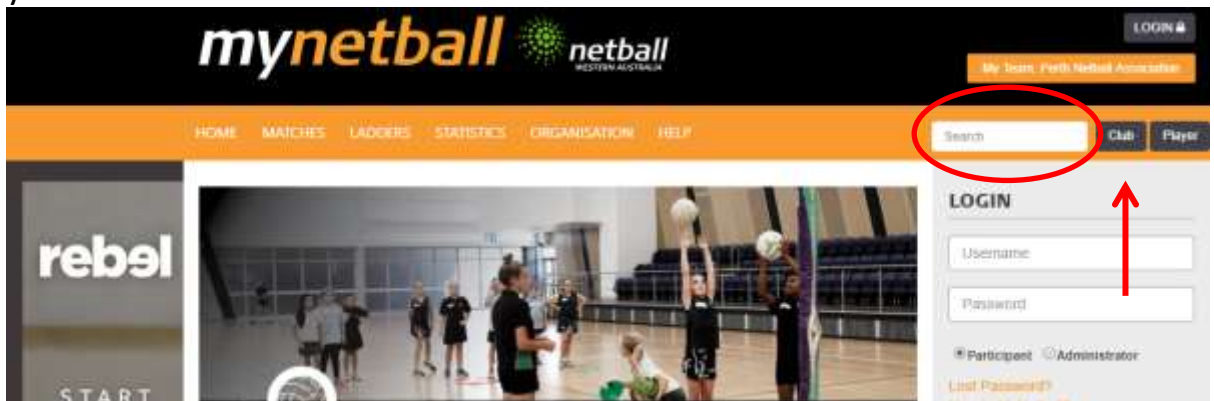 mynetball netball
WESTERN AUSTRALIA
LOGIN
My Team: Perth Netball Association
HOME MATCHES LADDERS STATISTICS ORGANISATION HELP
Search Club Player
LOGIN
rebel
Username
Password
Participant Administrator
START
Lost Password?